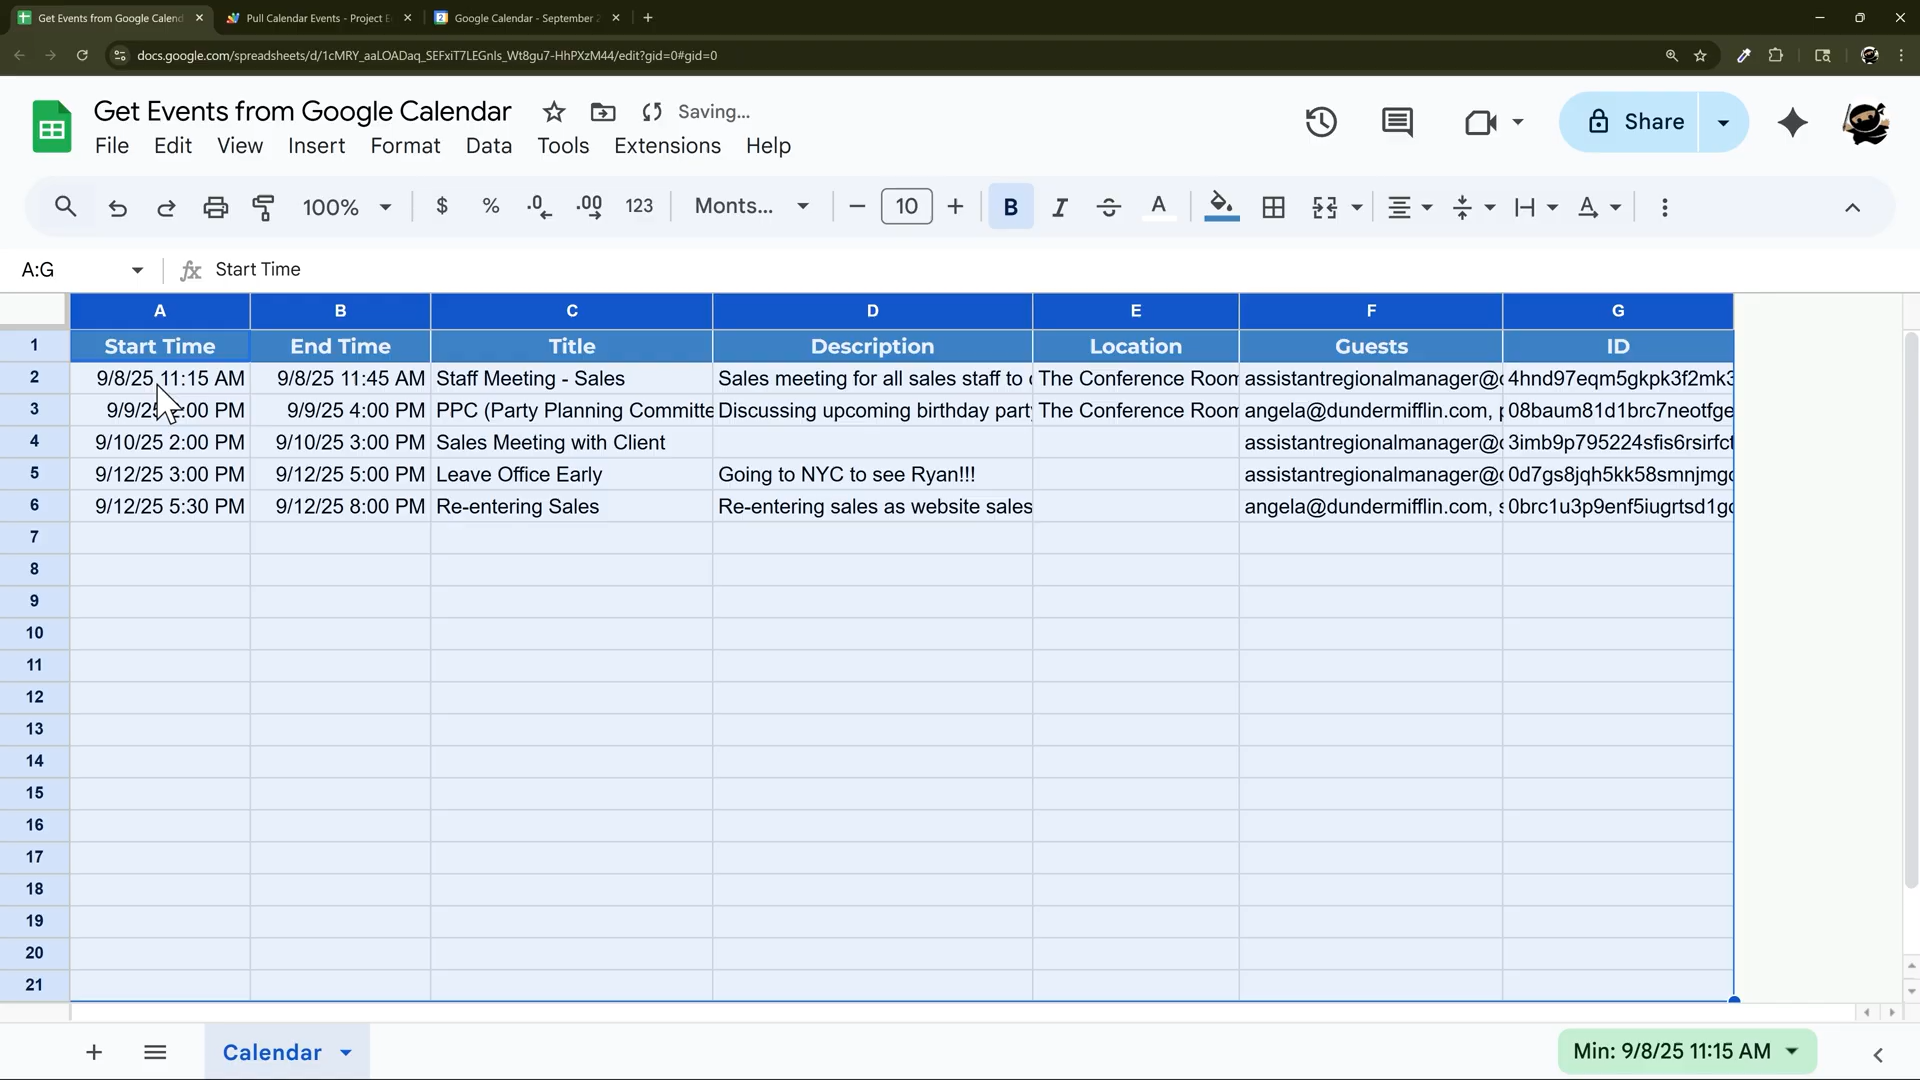 Get Events from Google Calend
Pull Calendar Events - Project E
Google Calendar - September 2
docs.google.com/spreadsheets/d/1cMRY_aaLOADaq_SEFxiT7LEGnls_Wt8gu7-HhPXzM44/edit?gid=0#gid=0
Get Events from Google Calendar
Saving...
File Edit View Insert Format Data Tools Extensions Help
Share
100% $ % .0 .00 123 Monts... 10 B I A
A:G fx Start Time
A B C D E F G
1 Start Time End Time Title Description Location Guests ID
2 9/8/25 11:15 AM 9/8/25 11:45 AM Staff Meeting - Sales Sales meeting for all sales staff to The Conference Room assistantregionalmanager@ 4hnd97eqm5gkpk3f2mk3
3 9/9/25 :00 PM 9/9/25 4:00 PM PPC (Party Planning Committe Discussing upcoming birthday part The Conference Room angela@dundermifflin.com, 08baum81d1brc7neotfge
4 9/10/25 2:00 PM 9/10/25 3:00 PM Sales Meeting with Client assistantregionalmanager@ 3imb9p795224sfis6rsirfct
5 9/12/25 3:00 PM 9/12/25 5:00 PM Leave Office Early Going to NYC to see Ryan!!! assistantregionalmanager@ 0d7gs8jqh5kk58smnjmgc
6 9/12/25 5:30 PM 9/12/25 8:00 PM Re-entering Sales Re-entering sales as website sales angela@dundermifflin.com, 0brc1u3p9enf5iugrtsd1gc
7
8
9
10
11
12
13
14
15
16
17
18
19
20
21
Calendar
Min: 9/8/25 11:15 AM